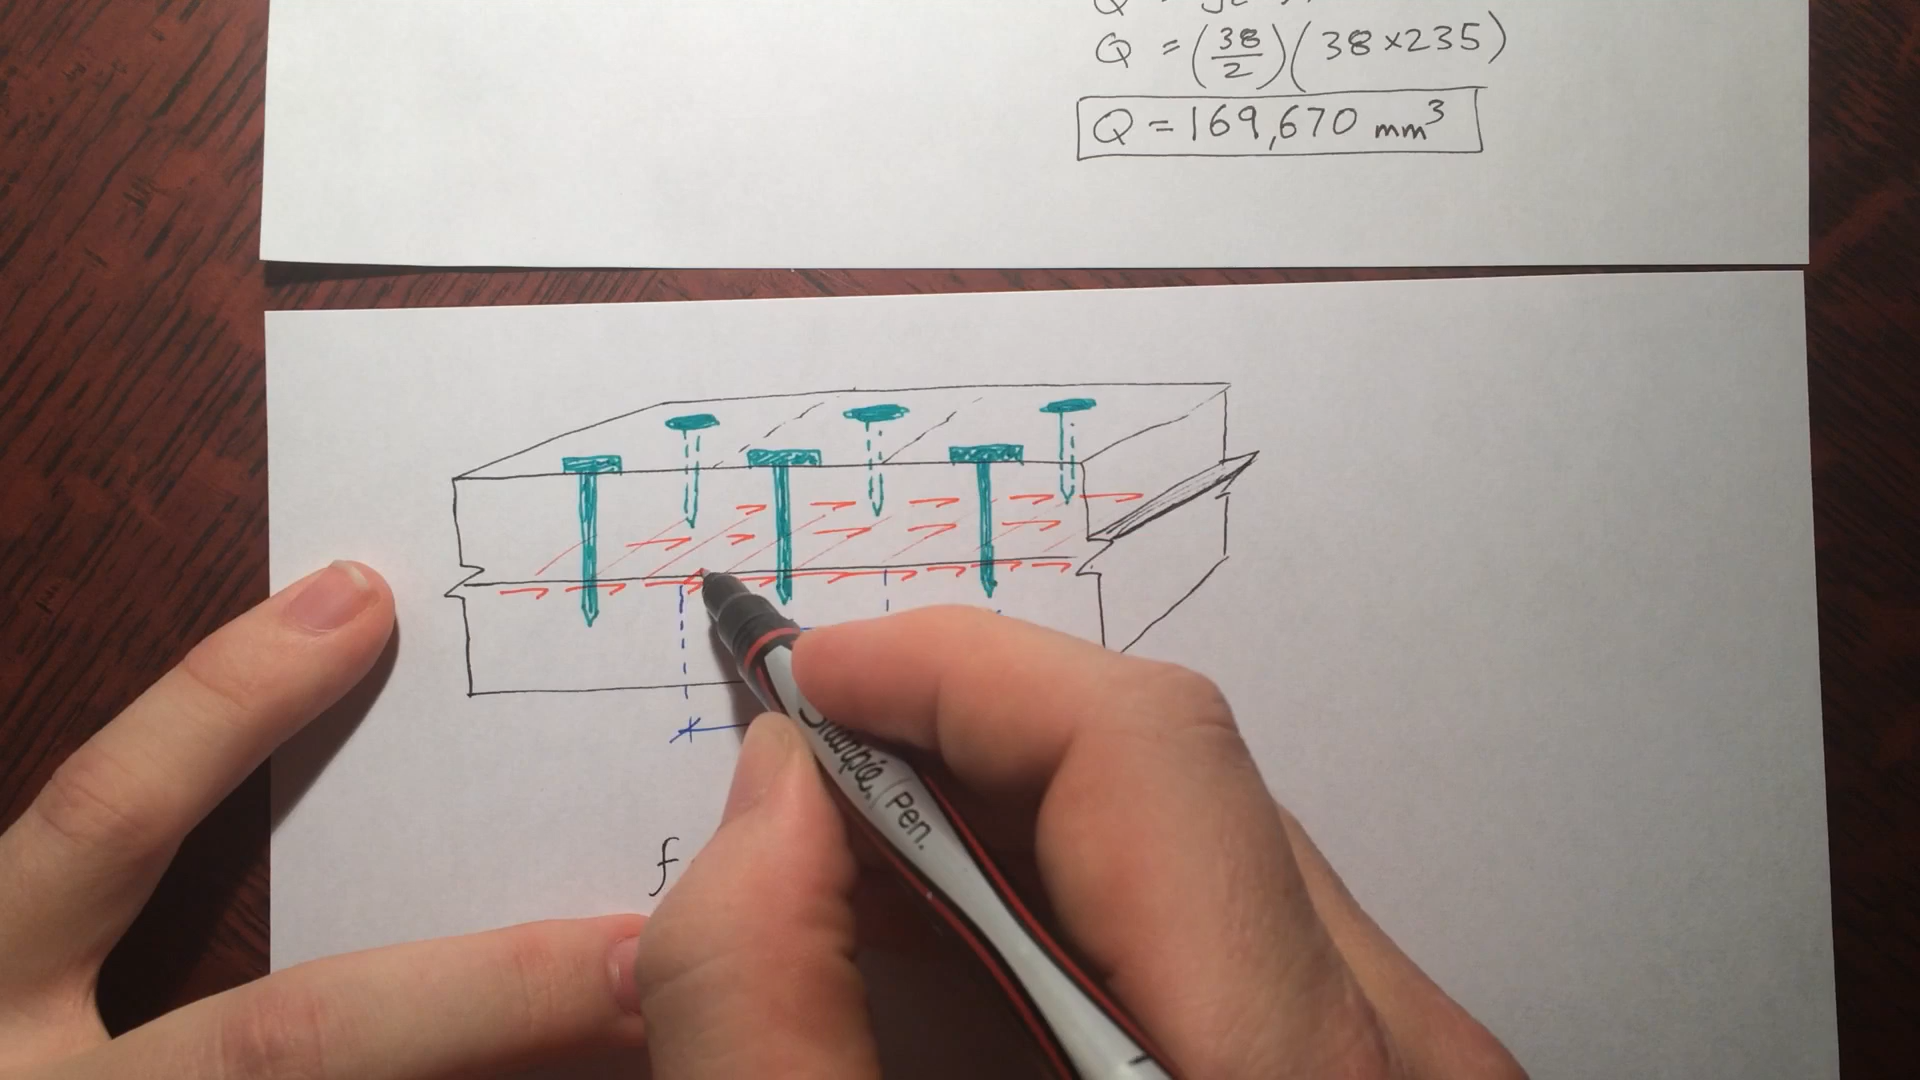 Q = (38/2)(38×235)
Q = 169,670 mm³
f
Sharpie. Pen.